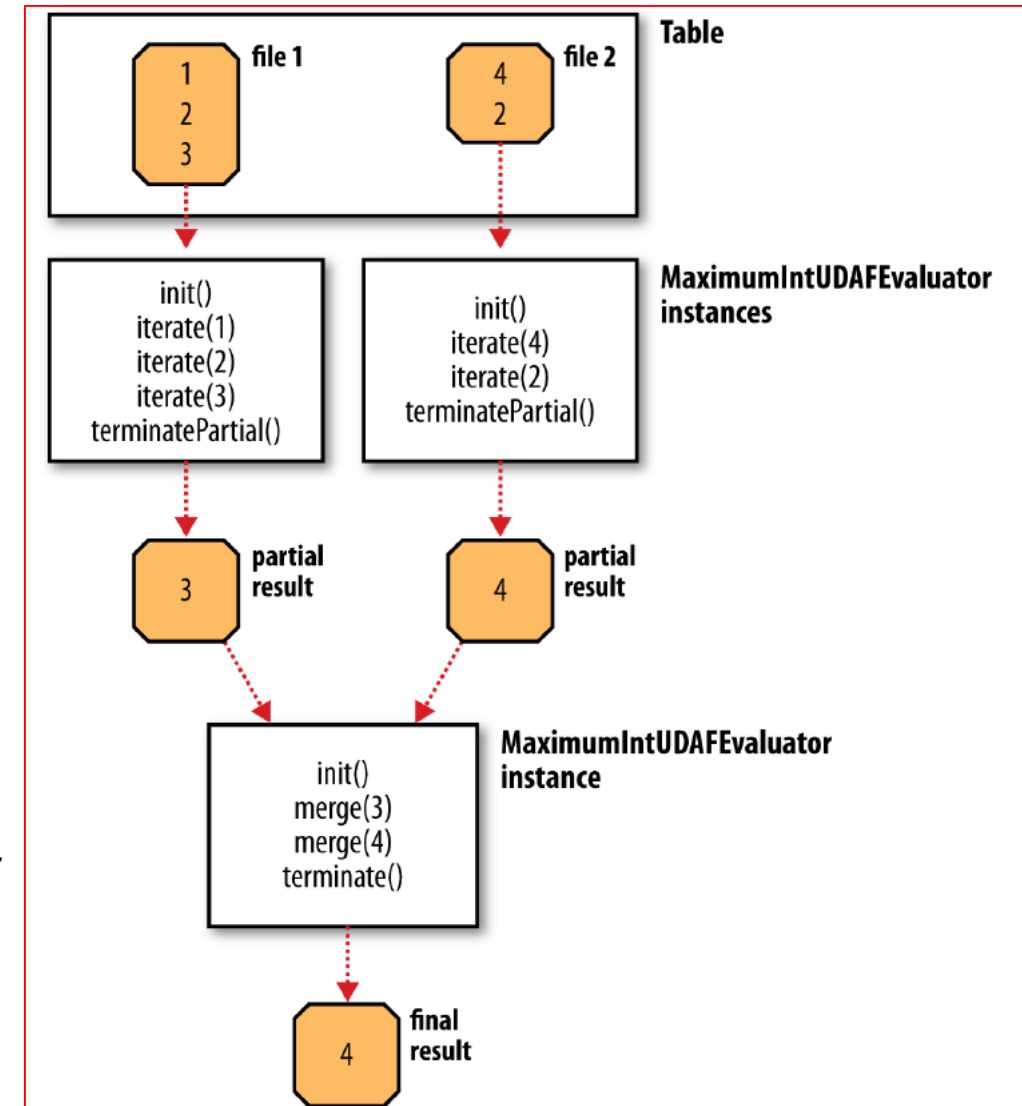 Table
file 1
1
2
3
file 2
4
2
MaximumIntUDAFEvaluator
instances
init()
iterate(1)
iterate(2)
iterate(3)
terminatePartial()
init()
iterate(4)
iterate(2)
terminatePartial()
partial
result
3
partial
result
4
MaximumIntUDAFEvaluator
instance
init()
merge(3)
merge(4)
terminate()
final
result
4